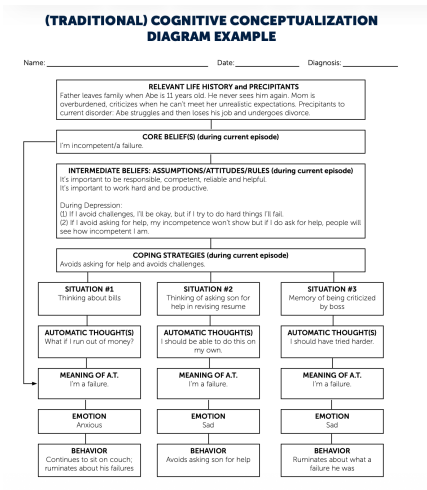 (TRADITIONAL) COGNITIVE CONCEPTUALIZATION
DIAGRAM EXAMPLE
Name: Date: Diagnosis:
RELEVANT LIFE HISTORY and PRECIPITANTS
Father leaves family when Abe is 11 years old. He never sees him again. Mom is
overburdened, criticizes when he can't meet her unrealistic expectations. Precipitants to
current disorder: Abe struggles and then loses his job and undergoes divorce.
CORE BELIEF(S) (during current episode)
I'm incompetent/a failure.
INTERMEDIATE BELIEFS: ASSUMPTIONS/ATTITUDES/RULES (during current episode)
It's important to be responsible, competent, reliable and helpful.
It's important to work hard and be productive.
During Depression:
(1) If I avoid challenges, I'll be okay, but if I try to do hard things I'll fail.
(2) If I avoid asking for help, my incompetence won't show but if I do ask for help, people will
see how incompetent I am.
COPING STRATEGIES (during current episode)
Avoids asking for help and avoids challenges.
SITUATION #1
Thinking about bills
SITUATION #2
Thinking of asking son for
help in revising resume
SITUATION #3
Memory of being criticized
by boss
AUTOMATIC THOUGHT(S)
What if I run out of money?
AUTOMATIC THOUGHT(S)
I should be able to do this on
my own.
AUTOMATIC THOUGHT(S)
I should have tried harder.
MEANING OF A.T.
I'm a failure.
MEANING OF A.T.
I'm a failure.
MEANING OF A.T.
I'm a failure.
EMOTION
Anxious
EMOTION
Sad
EMOTION
Sad
BEHAVIOR
Continues to sit on couch;
ruminates about his failures
BEHAVIOR
Avoids asking son for help
BEHAVIOR
Ruminates about what a
failure he was